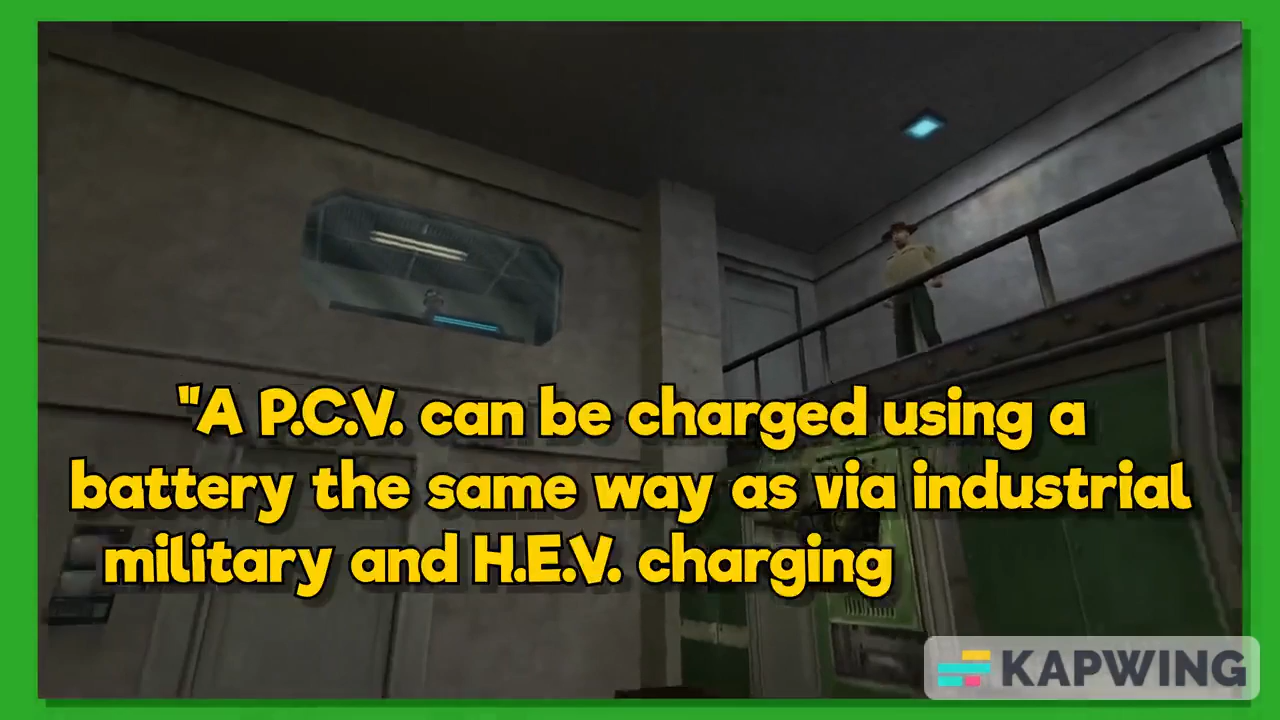 "A P.C.V. can be charged using a
battery the same way as via industrial
military and H.E.V. charging
KAPWING